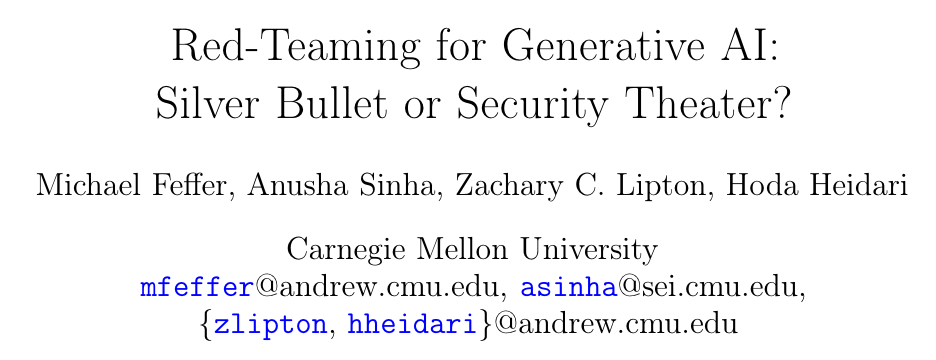 Red-Teaming for Generative AI:
Silver Bullet or Security Theater?
Michael Feffer, Anusha Sinha, Zachary C. Lipton, Hoda Heidari
Carnegie Mellon University
mfeffer@andrew.cmu.edu, asinha@sei.cmu.edu,
{zlipton, hheidari}@andrew.cmu.edu